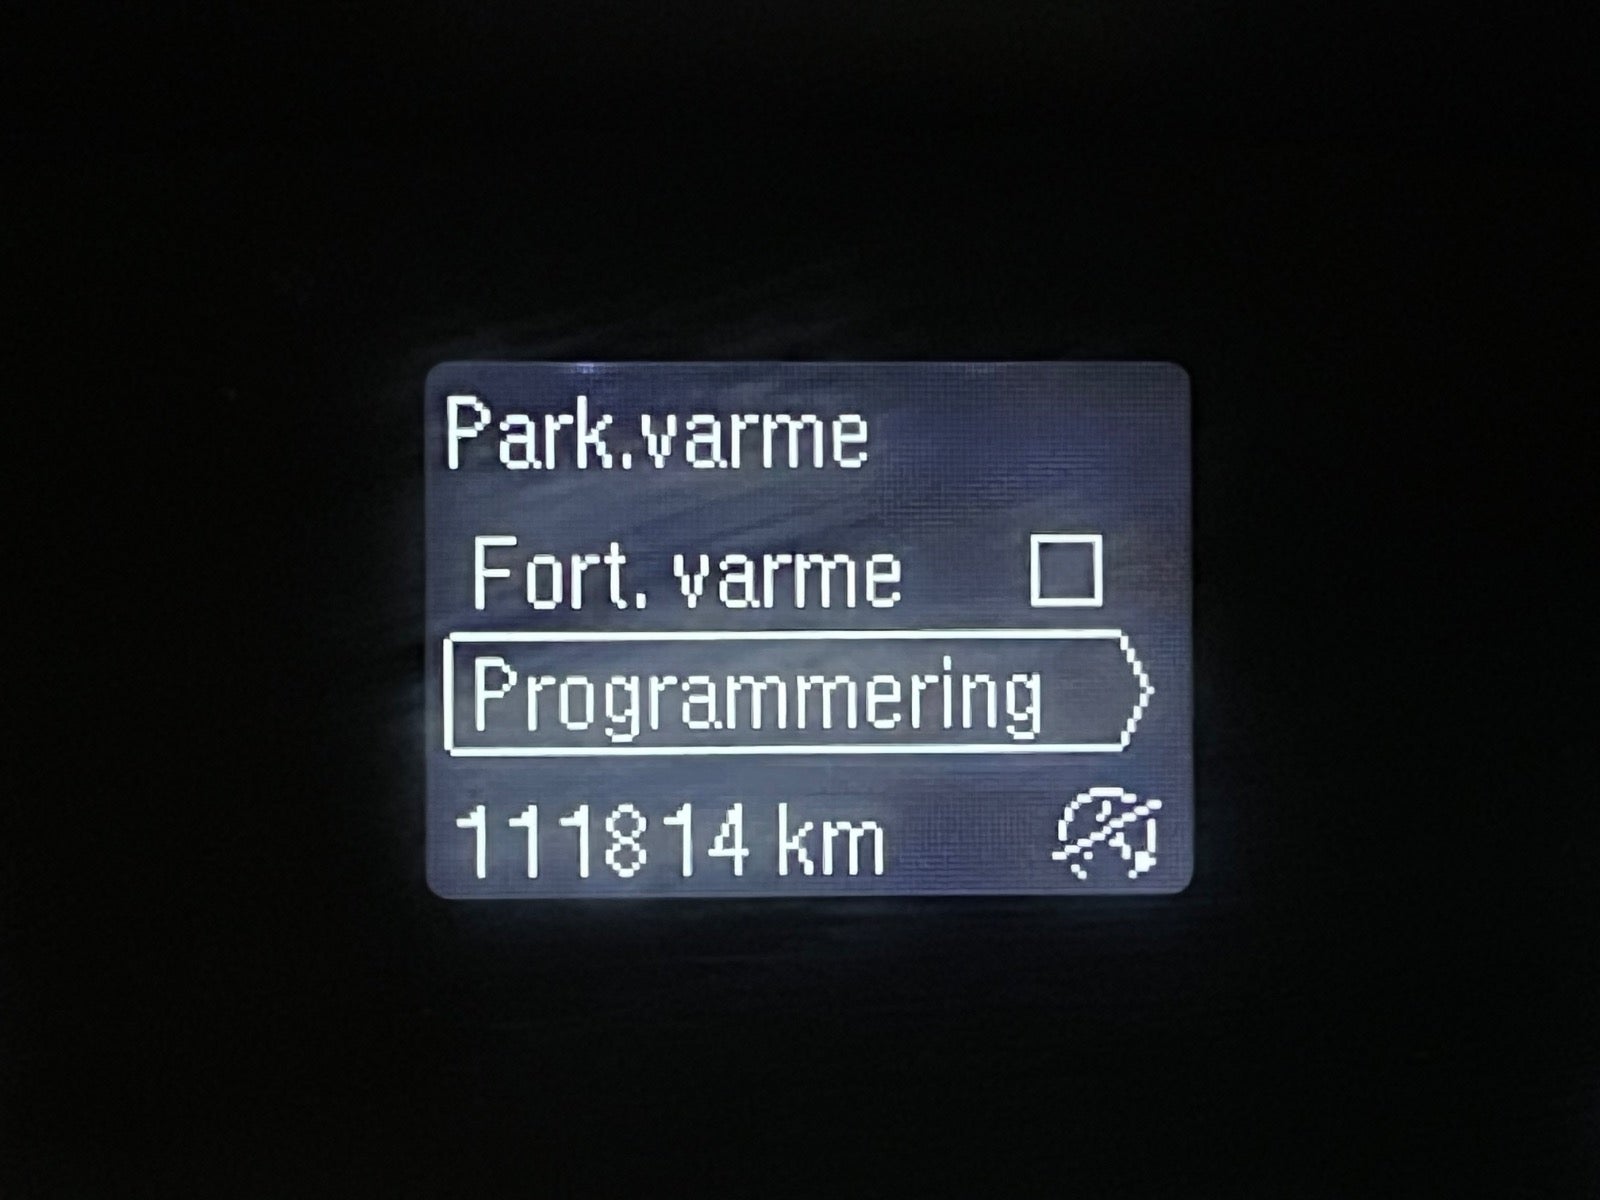 Park.varme
Fort. varme
Programmering
111814 km